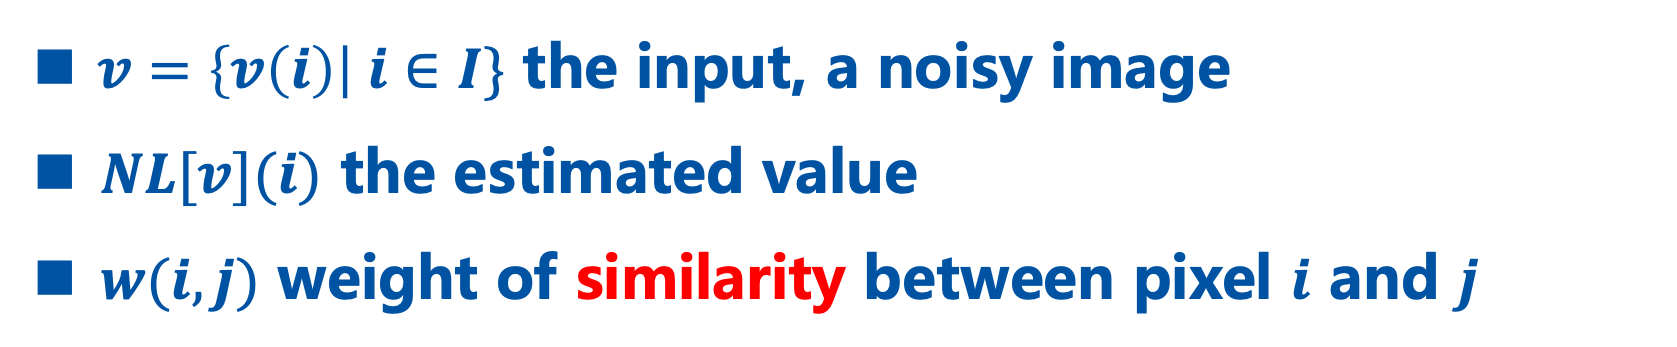 ■ v = {v(i)| i ∈ I} the input, a noisy image
■ NL[v](i) the estimated value
■ w(i,j) weight of similarity between pixel i and j